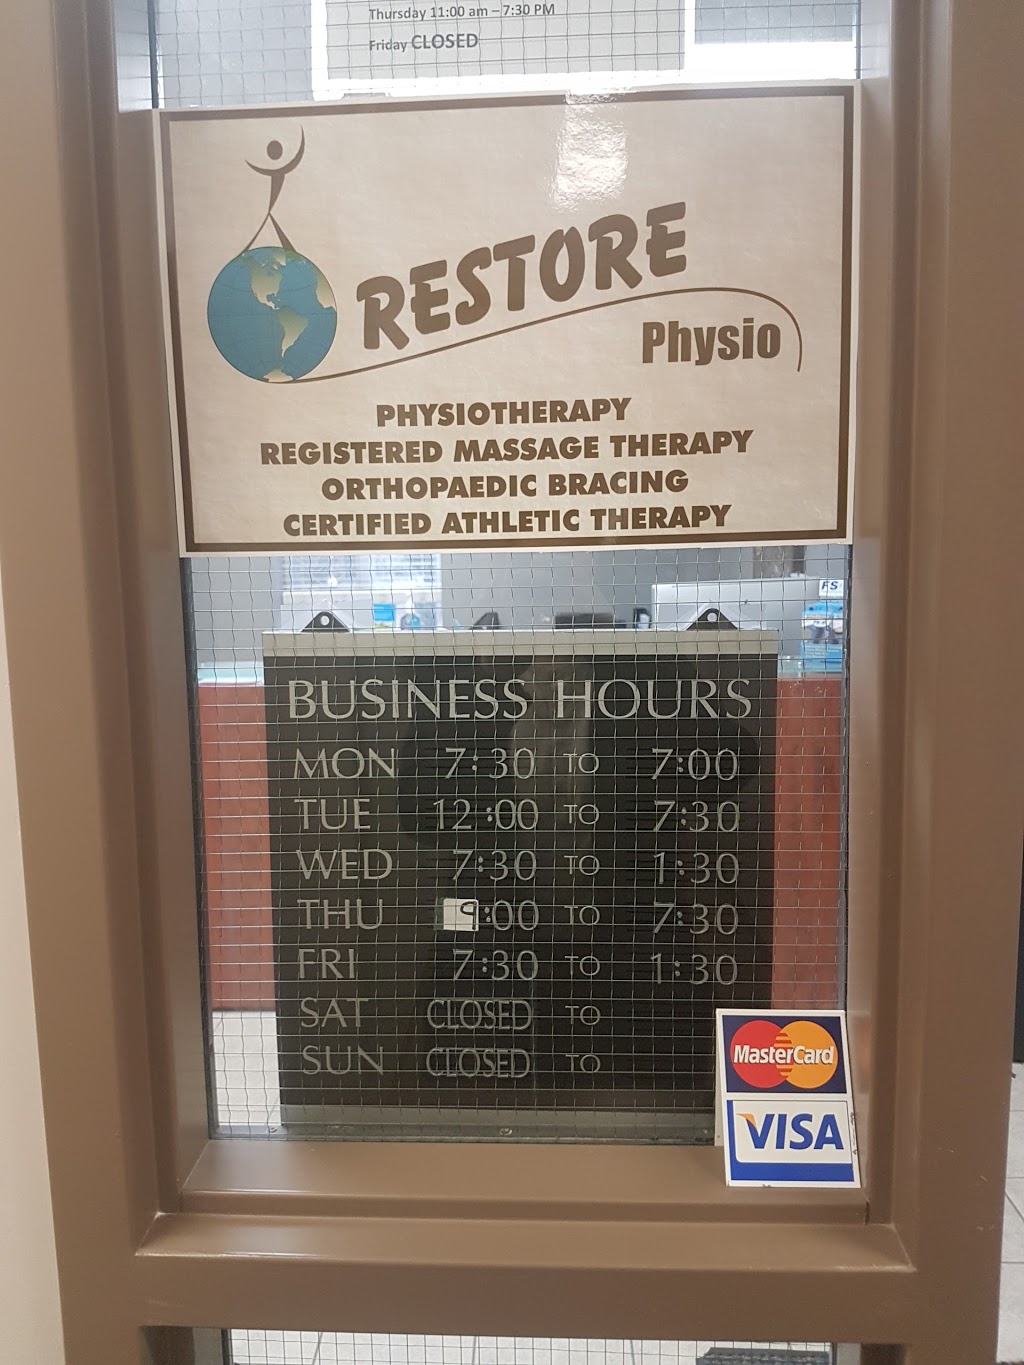 Thursday 11:00 am – 7:30 PM
Friday CLOSED
RESTORE
Physio
PHYSIOTHERAPY
REGISTERED MASSAGE THERAPY
ORTHOPAEDIC BRACING
CERTIFIED ATHLETIC THERAPY
FS
BUSINESS HOURS
MON 7:30 TO 7:00
TUE 12:00 TO 7:30
WED 7:30 TO 1:30
THU 9:00 TO 7:30
FRI 7:30 TO 1:30
SAT CLOSED TO
SUN CLOSED TO
MasterCard
VISA